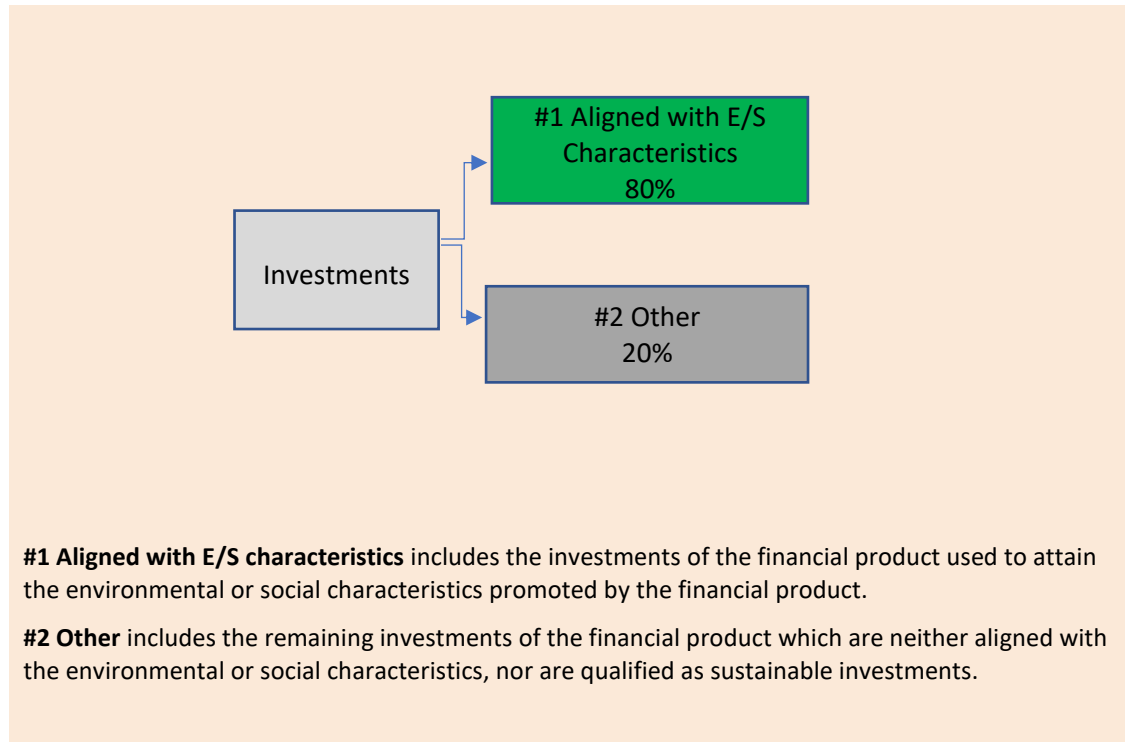 #1 Aligned with E/S
Characteristics
80%
Investments
#2 Other
20%
#1 Aligned with E/S characteristics includes the investments of the financial product used to attain
the environmental or social characteristics promoted by the financial product.
#2 Other includes the remaining investments of the financial product which are neither aligned with
the environmental or social characteristics, nor are qualified as sustainable investments.